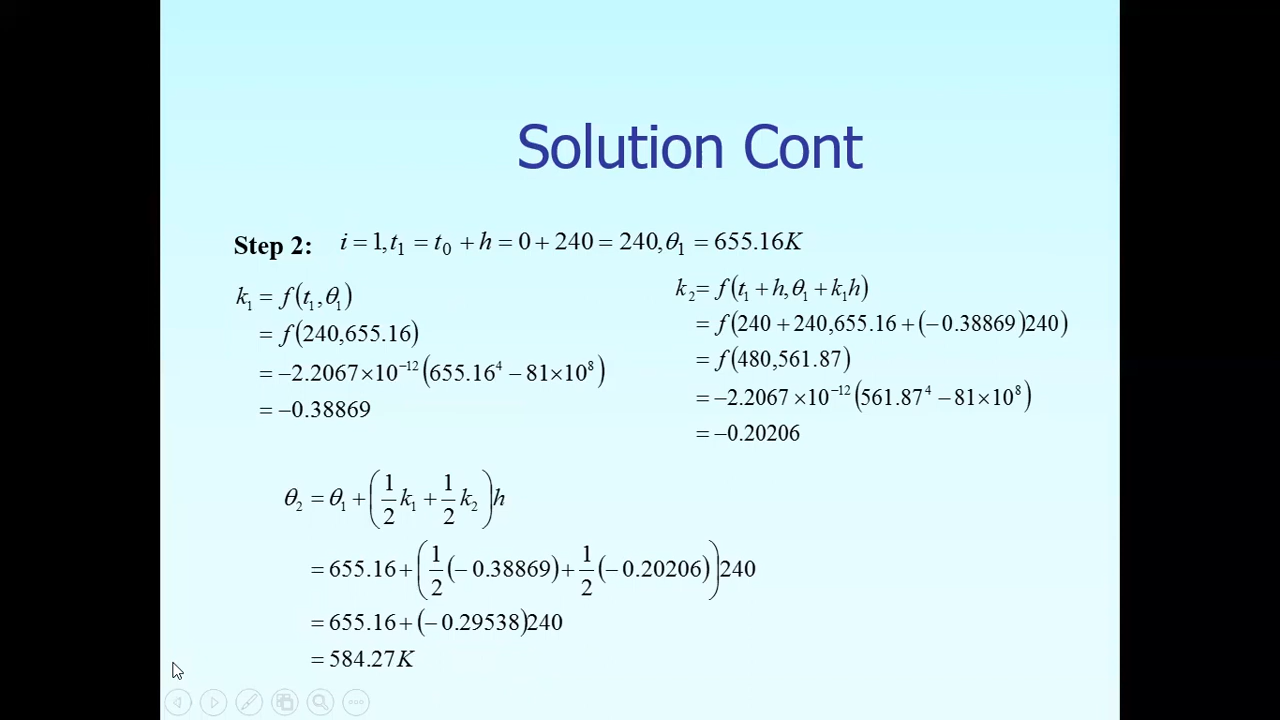 Solution Cont
Step 2: i = 1, t₁ = t₀ + h = 0 + 240 = 240, θ₁ = 655.16K
k₁ = f(t₁, θ₁)
= f(240,655.16)
= −2.2067×10⁻¹²(655.16⁴ − 81×10⁸)
= −0.38869
k₂ = f(t₁ + h, θ₁ + k₁h)
= f(240 + 240,655.16 + (−0.38869)240)
= f(480,561.87)
= −2.2067×10⁻¹²(561.87⁴ − 81×10⁸)
= −0.20206
θ₂ = θ₁ + (1/2 k₁ + 1/2 k₂)h
= 655.16 + (1/2(−0.38869) + 1/2(−0.20206))240
= 655.16 + (−0.29538)240
= 584.27K